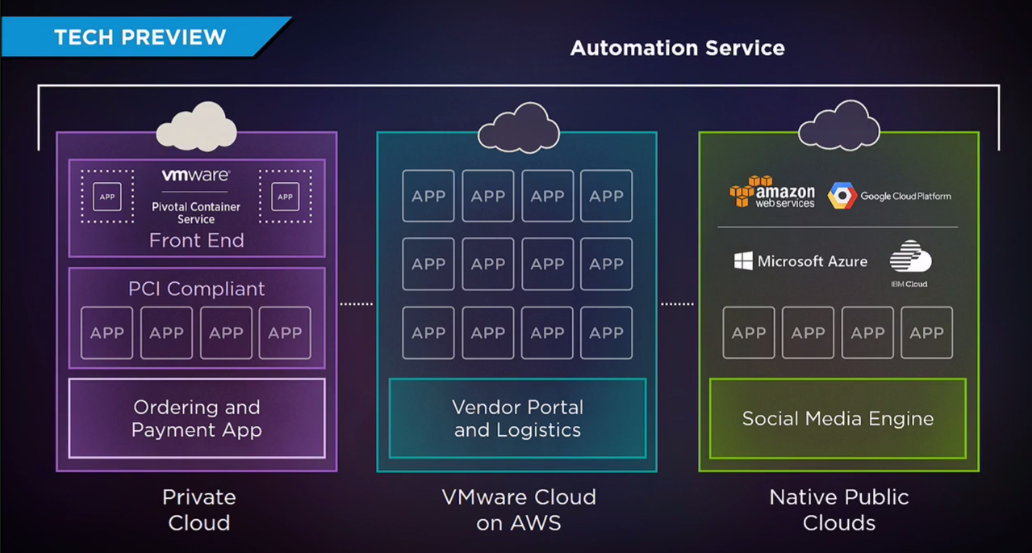 TECH PREVIEW
Automation Service
vmware
APP
APP
Pivotal Container
Service
Front End
PCI Compliant
APP APP APP APP
Ordering and
Payment App
Private
Cloud
APP APP APP APP
APP APP APP APP
APP APP APP APP
Vendor Portal
and Logistics
VMware Cloud
on AWS
amazon
web services
Google Cloud Platform
Microsoft Azure
IBM Cloud
APP APP APP APP
Social Media Engine
Native Public
Clouds